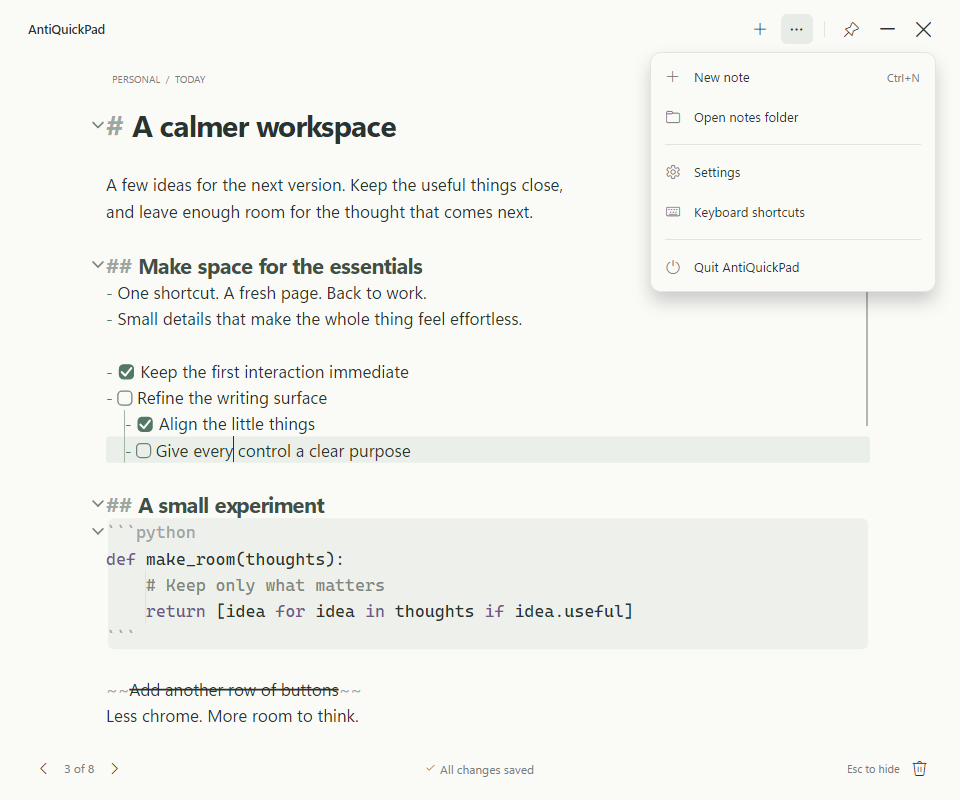 AntiQuickPad
New note Ctrl+N
Open notes folder
Settings
Keyboard shortcuts
Quit AntiQuickPad
PERSONAL / TODAY
# A calmer workspace
A few ideas for the next version. Keep the useful things close,
and leave enough room for the thought that comes next.
## Make space for the essentials
- One shortcut. A fresh page. Back to work.
- Small details that make the whole thing feel effortless.
- Keep the first interaction immediate
- Refine the writing surface
- Align the little things
- Give every control a clear purpose
## A small experiment
```python
def make_room(thoughts):
    # Keep only what matters
    return [idea for idea in thoughts if idea.useful]
```
~~Add another row of buttons~~
Less chrome. More room to think.
3 of 8
All changes saved
Esc to hide